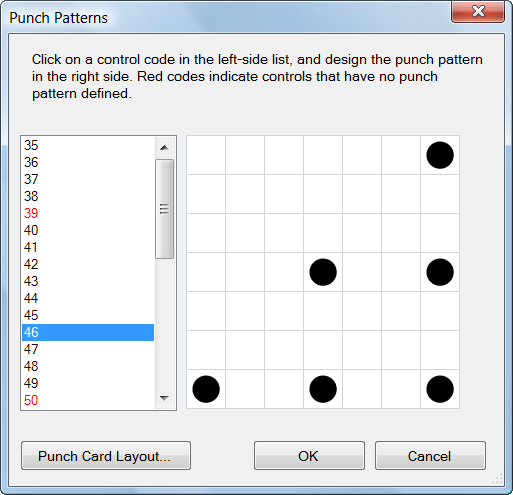 Punch Patterns
Click on a control code in the left-side list, and design the punch pattern
in the right side. Red codes indicate controls that have no punch
pattern defined.
35
36
37
38
39
40
41
42
43
44
45
46
47
48
49
50
Punch Card Layout...
OK
Cancel